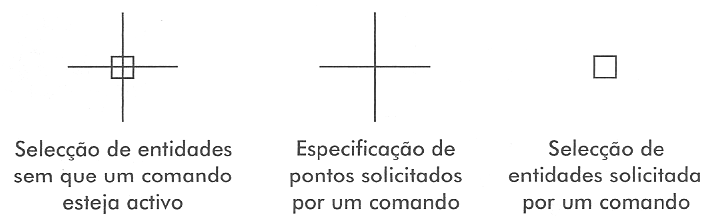 Selecção de entidades
sem que um comando
esteja activo
Especificação de
pontos solicitados
por um comando
Selecção de
entidades solicitada
por um comando